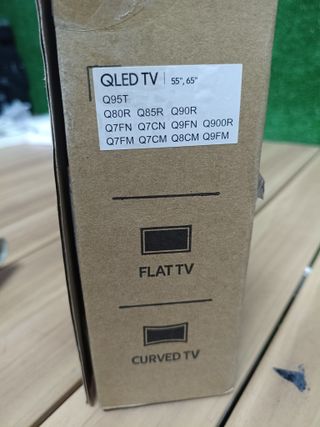 QLED TV | 55", 65"
Q95T
Q80R Q85R Q90R
Q7FN Q7CN Q9FN Q900R
Q7FM Q7CM Q8CM Q9FM
FLAT TV
CURVED TV